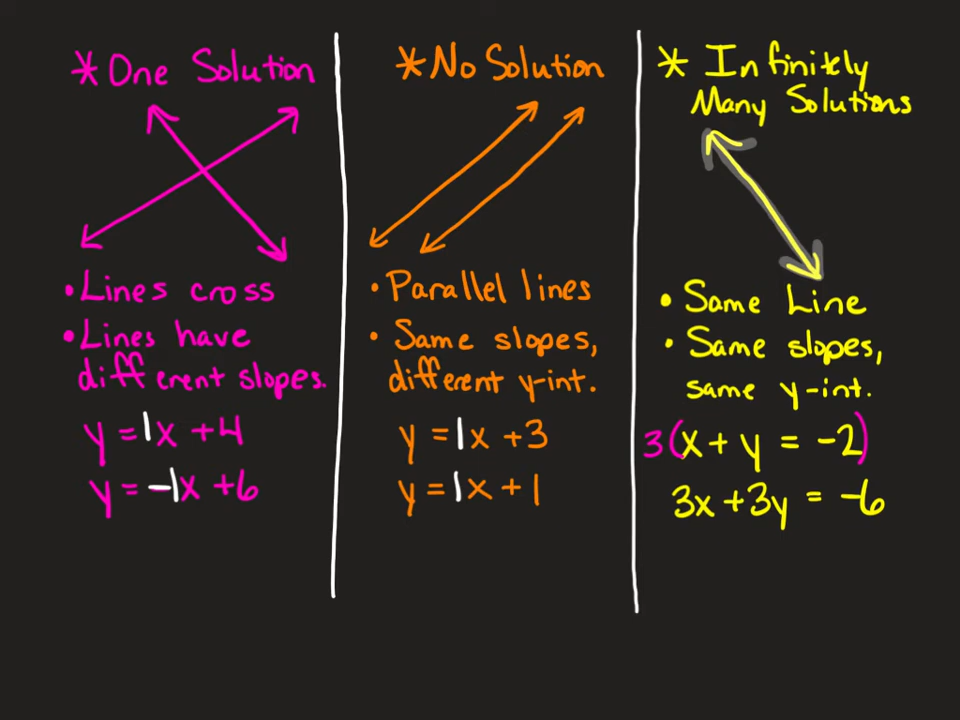 *One Solution
• Lines cross
• Lines have
different slopes.
y = 1x + 4
y = -1x + 6
*No Solution
• Parallel lines
• Same slopes,
different y-int.
y = 1x + 3
y = 1x + 1
* Infinitely
Many Solutions
• Same Line
• Same slopes,
same y-int.
3(x + y = -2)
3x + 3y = -6